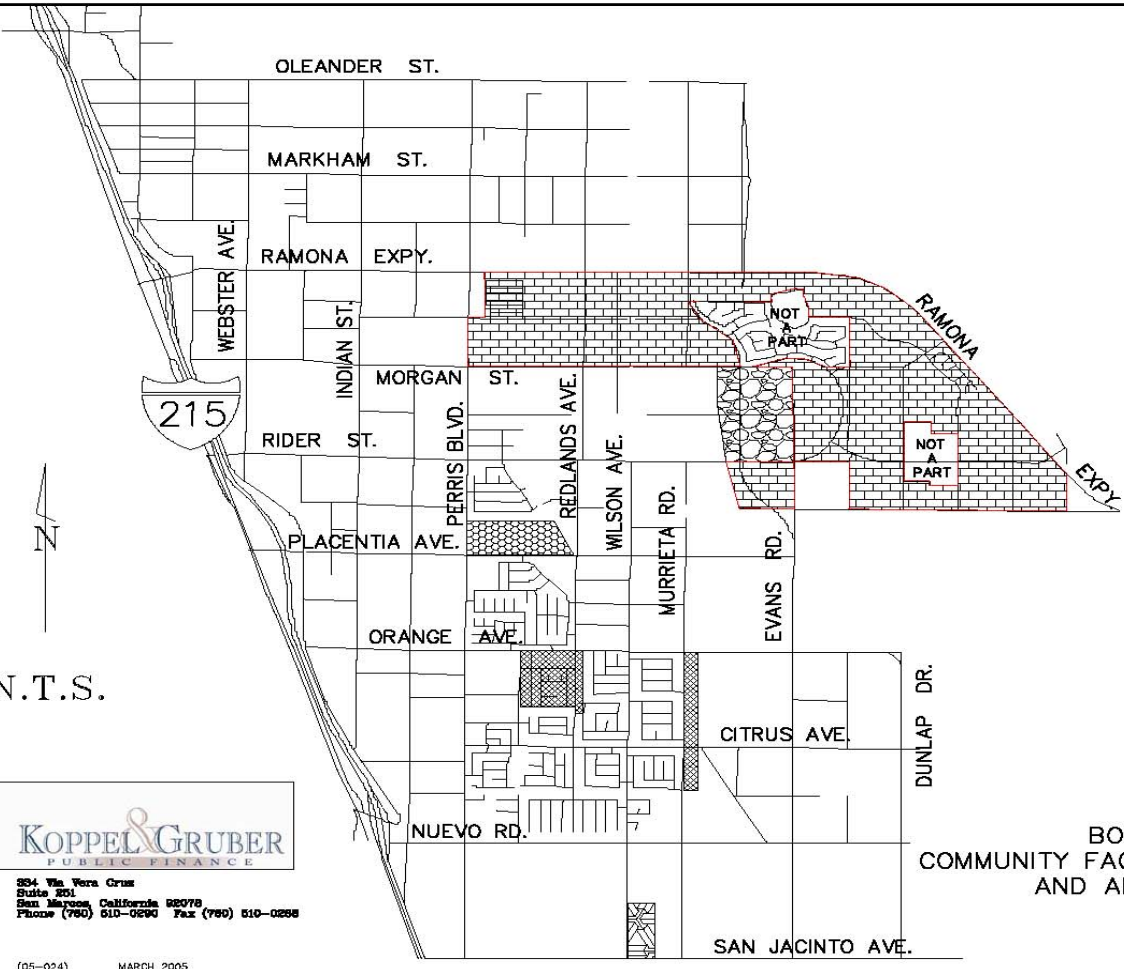 OLEANDER ST.
MARKHAM ST.
WEBSTER AVE.
RAMONA EXPY.
INDIAN ST.
NOT
A
PART
RAMONA
EXPY
MORGAN ST.
215
RIDER ST.
PERRIS BLVD.
REDLANDS AVE.
WILSON AVE.
MURRIETA RD.
EVANS RD.
NOT
A
PART
N
PLACENTIA AVE.
ORANGE AVE.
N.T.S.
CITRUS AVE.
DUNLAP DR.
NUEVO RD.
KOPPEL & GRUBER
PUBLIC FINANCE
334 Via Vera Cruz
Suite 251
San Marcos, California 92078
Phone (760) 510-0290 Fax (760) 510-0288
BO
COMMUNITY FAC
AND A
SAN JACINTO AVE.
(05-024) MARCH 2005